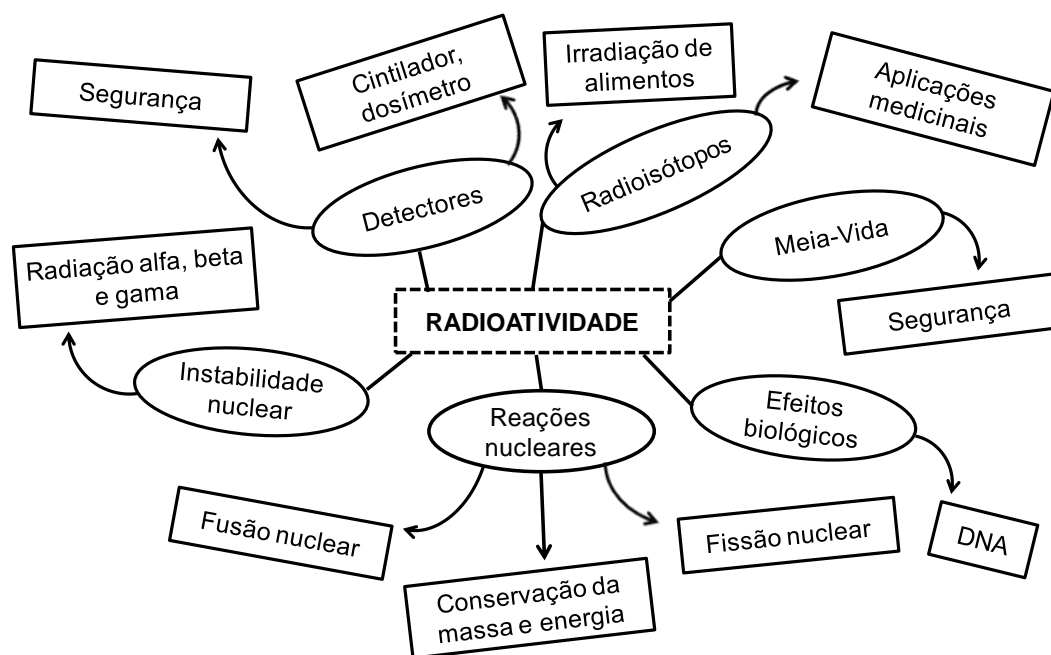 Segurança
Cintilador,
dosímetro
Irradiação de
alimentos
Aplicações
medicinais
Detectores
Radioisótopos
Meia-Vida
Radiação alfa, beta
e gama
RADIOATIVIDADE
Segurança
Instabilidade
nuclear
Reações
nucleares
Efeitos
biológicos
Fusão nuclear
Conservação da
massa e energia
Fissão nuclear
DNA